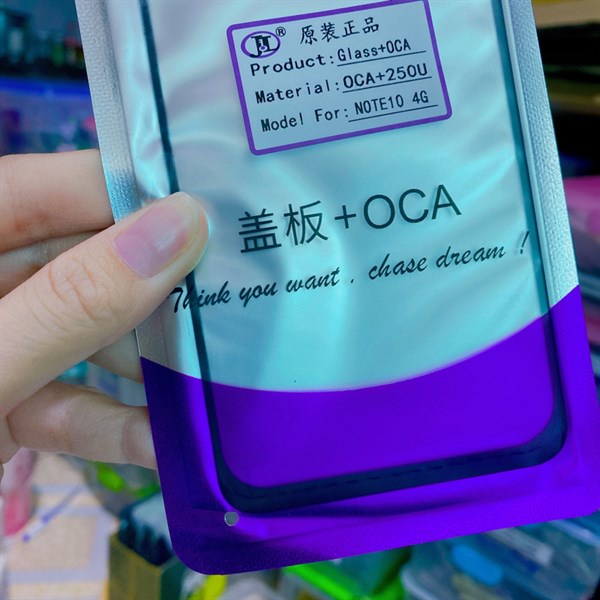 ® 原装正品
Product: Glass+OCA
Material: OCA+250U
Model For: NOTE10 4G
盖板+OCA
Think you want , chase dream !